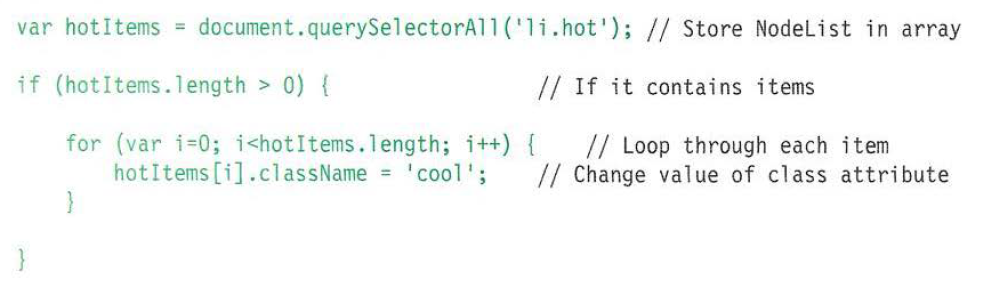 var hotItems = document.querySelectorAll('li.hot'); // Store NodeList in array
if (hotItems.length > 0) { // If it contains items
for (var i=0; i<hotItems.length; i++) { // Loop through each item
hotItems[i].className = 'cool'; // Change value of class attribute
}
}